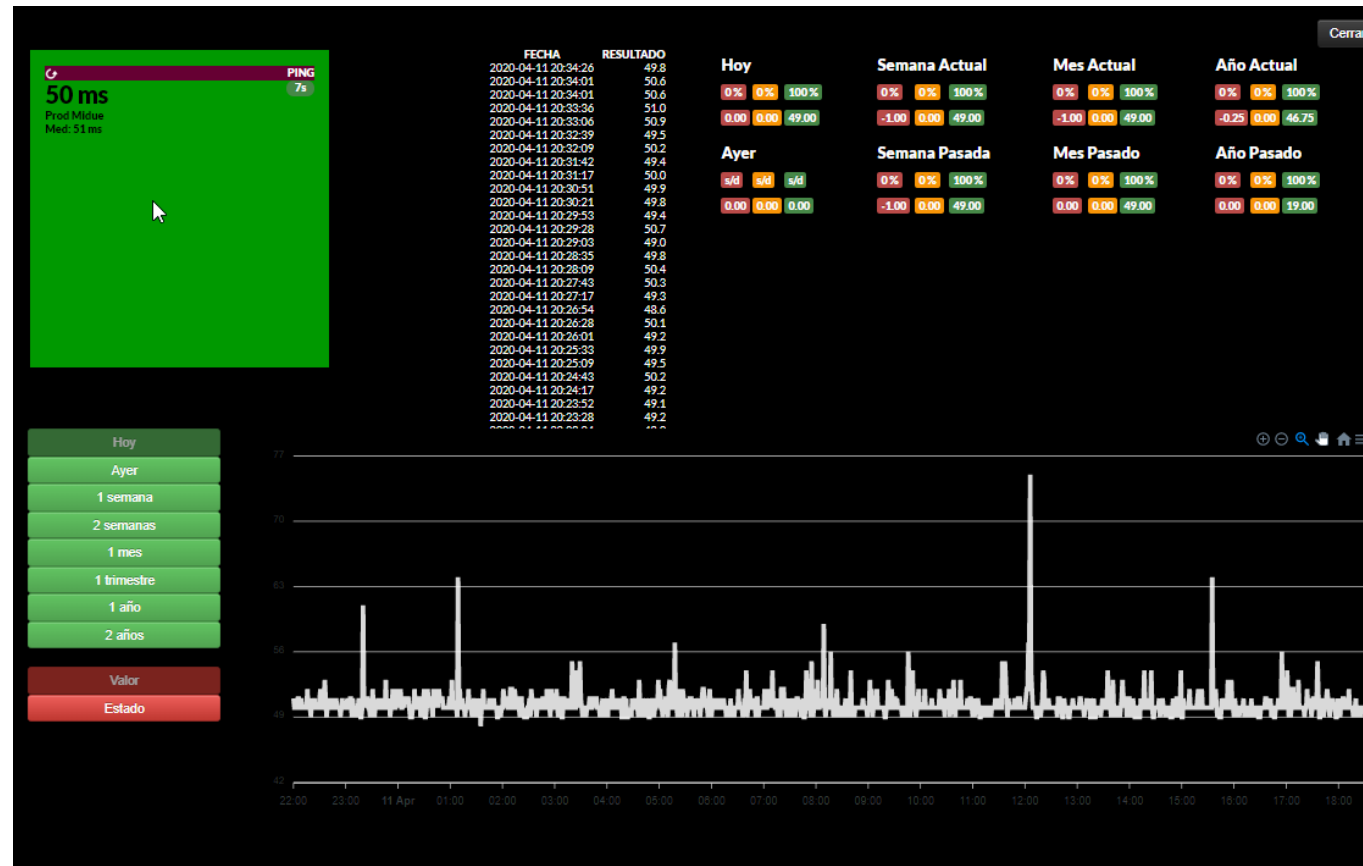 Cerrar
PING
50 ms
7s
Prod Midue
Med: 51 ms
FECHA RESULTADO
2020-04-11 20:34:26 49.8
2020-04-11 20:34:01 50.6
2020-04-11 20:34:01 50.6
2020-04-11 20:33:36 51.0
2020-04-11 20:33:06 50.9
2020-04-11 20:32:39 49.5
2020-04-11 20:32:09 50.2
2020-04-11 20:31:42 49.4
2020-04-11 20:31:17 50.0
2020-04-11 20:30:51 49.9
2020-04-11 20:30:21 49.8
2020-04-11 20:29:53 49.4
2020-04-11 20:29:28 50.7
2020-04-11 20:29:03 49.0
2020-04-11 20:28:35 49.8
2020-04-11 20:28:09 50.4
2020-04-11 20:27:43 50.3
2020-04-11 20:27:17 49.3
2020-04-11 20:26:54 48.6
2020-04-11 20:26:28 50.1
2020-04-11 20:26:01 49.2
2020-04-11 20:25:33 49.9
2020-04-11 20:25:09 49.5
2020-04-11 20:24:43 50.2
2020-04-11 20:24:17 49.2
2020-04-11 20:23:52 49.1
2020-04-11 20:23:28 49.2
Hoy
0% 0% 100%
0.00 0.00 49.00
Semana Actual
0% 0% 100%
-1.00 0.00 49.00
Mes Actual
0% 0% 100%
-1.00 0.00 49.00
Año Actual
0% 0% 100%
-0.25 0.00 46.75
Ayer
s/d s/d s/d
0.00 0.00 0.00
Semana Pasada
0% 0% 100%
-1.00 0.00 49.00
Mes Pasado
0% 0% 100%
0.00 0.00 49.00
Año Pasado
0% 0% 100%
0.00 0.00 19.00
Hoy
Ayer
1 semana
2 semanas
1 mes
1 trimestre
1 año
2 años
Valor
Estado
77
70
63
56
49
42
22:00 23:00 11 Apr 01:00 02:00 03:00 04:00 05:00 06:00 07:00 08:00 09:00 10:00 11:00 12:00 13:00 14:00 15:00 16:00 17:00 18:00